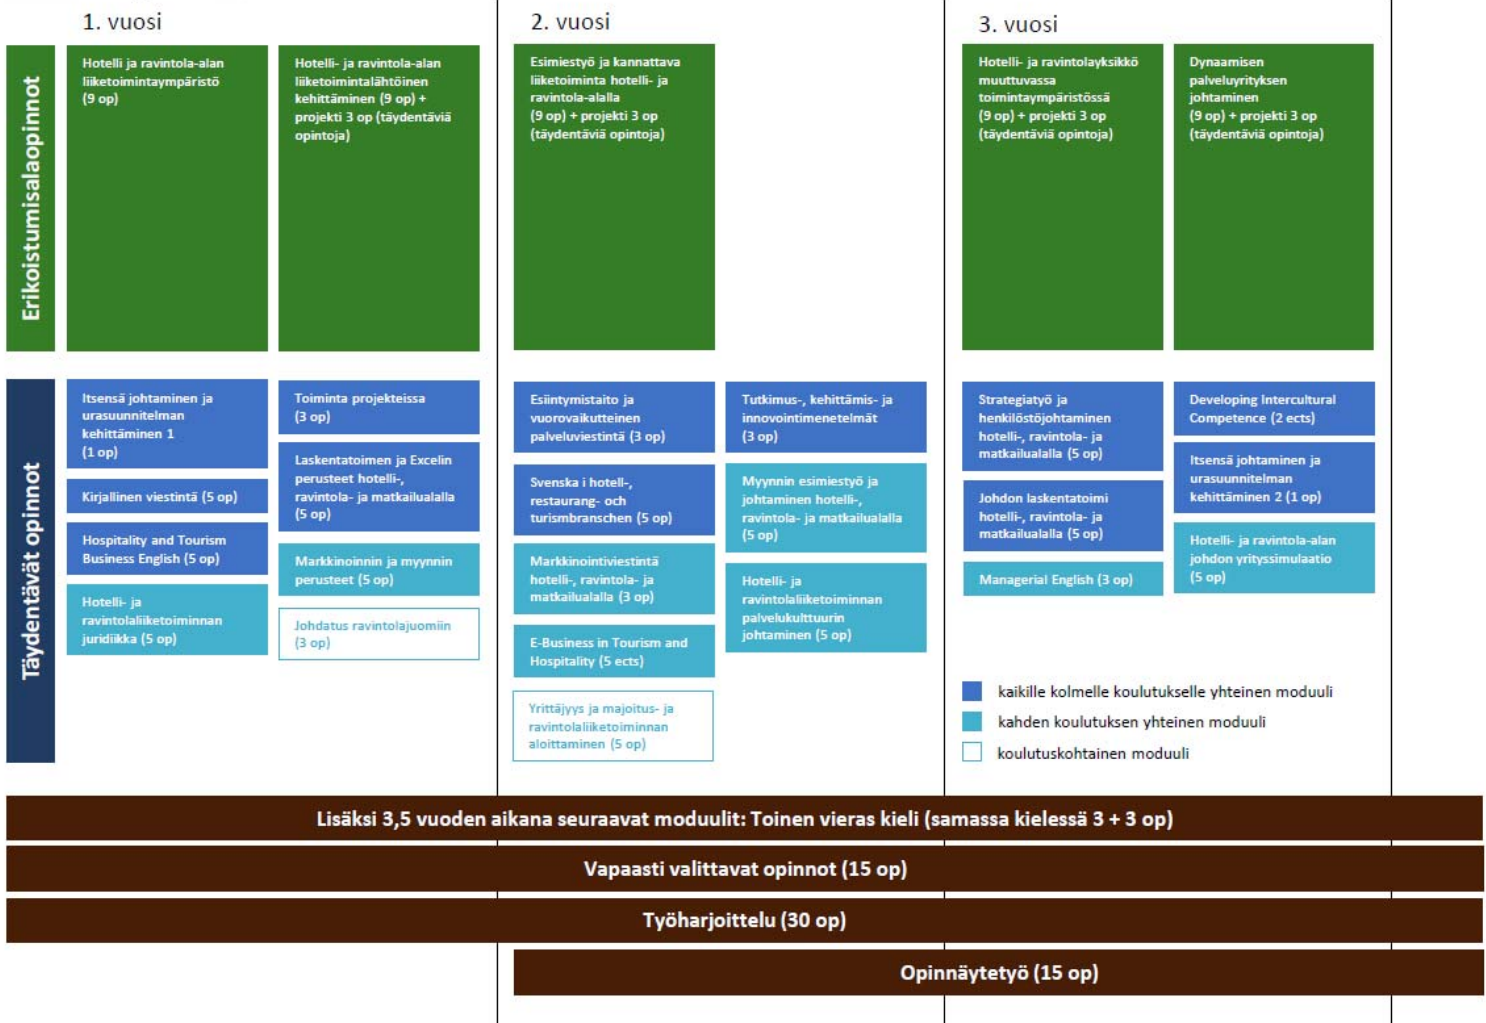 1. vuosi
2. vuosi
3. vuosi
Erikoistumisalaopinnot
Hotelli ja ravintola-alan
liiketoimintaympäristö
(9 op)
Hotelli- ja ravintola-alan
liiketoimintalähtöinen
kehittäminen (9 op) +
projekti 3 op (täydentäviä
opintoja)
Esimiestyö ja kannattava
liiketoiminta hotelli- ja
ravintola-alalla
(9 op) + projekti 3 op
(täydentäviä opintoja)
Hotelli- ja ravintolayksikkö
muuttuvassa
toimintaympäristössä
(9 op) + projekti 3 op
(täydentäviä opintoja)
Dynaamisen
palveluyrityksen
johtaminen
(9 op) + projekti 3 op
(täydentäviä opintoja)
Täydentävät opinnot
Itsensä johtaminen ja
urasuunnitelman
kehittäminen 1
(1 op)
Kirjallinen viestintä (5 op)
Hospitality and Tourism
Business English (5 op)
Hotelli- ja
ravintolaliiketoiminnan
juridiikka (5 op)
Toiminta projekteissa
(3 op)
Laskentatoimen ja Excelin
perusteet hotelli-,
ravintola- ja matkailualalla
(5 op)
Markkinoinnin ja myynnin
perusteet (5 op)
Johdatus ravintolajuomiin
(3 op)
Esiintymistaito ja
vuorovaikutteinen
palveluviestintä (3 op)
Svenska i hotell-,
restaurang- och
turismbranschen (5 op)
Markkinointiviestintä
hotelli-, ravintola- ja
matkailualalla (3 op)
E-Business in Tourism and
Hospitality (5 ects)
Yrittäjyys ja majoitus- ja
ravintolaliiketoiminnan
aloittaminen (5 op)
Tutkimus-, kehittämis- ja
innovointimenetelmät
(3 op)
Myynnin esimiestyö ja
johtaminen hotelli-,
ravintola- ja matkailualalla
(5 op)
Hotelli- ja
ravintolaliiketoiminnan
palvelukulttuurin
johtaminen (5 op)
Strategiatyö ja
henkilöstöjohtaminen
hotelli-, ravintola- ja
matkailualalla (5 op)
Johdon laskentatoimi
hotelli-, ravintola- ja
matkailualalla (5 op)
Managerial English (3 op)
Developing Intercultural
Competence (2 ects)
Itsensä johtaminen ja
urasuunnitelman
kehittäminen 2 (1 op)
Hotelli- ja ravintola-alan
johdon yrityssimulaatio
(5 op)
kaikille kolmelle koulutukselle yhteinen moduuli
kahden koulutuksen yhteinen moduuli
koulutuskohtainen moduuli
Lisäksi 3,5 vuoden aikana seuraavat moduulit: Toinen vieras kieli (samassa kielessä 3 + 3 op)
Vapaasti valittavat opinnot (15 op)
Työharjoittelu (30 op)
Opinnäytetyö (15 op)